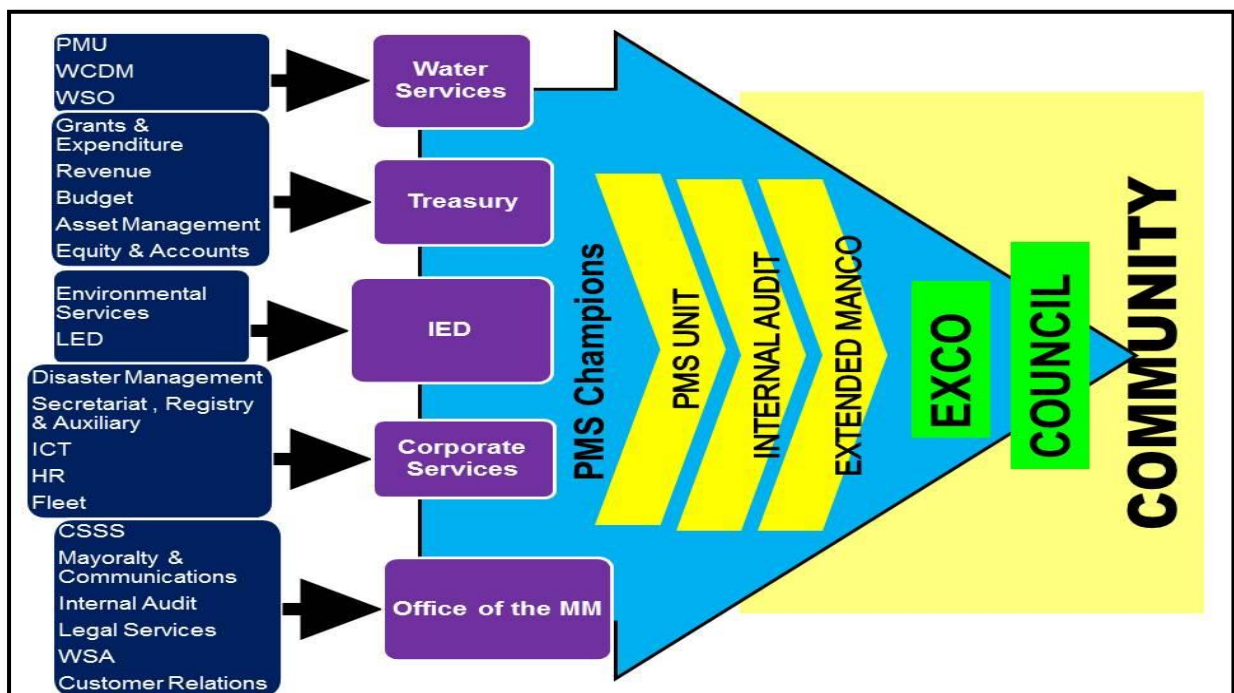 PMU
WCDM
WSO
Grants &
Expenditure
Revenue
Budget
Asset Management
Equity & Accounts
Environmental
Services
LED
Disaster Management
Secretariat , Registry
& Auxiliary
ICT
HR
Fleet
CSSS
Mayoralty &
Communications
Internal Audit
Legal Services
WSA
Customer Relations
Water
Services
Treasury
IED
Corporate
Services
Office of the MM
PMS Champions
PMS UNIT
INTERNAL AUDIT
EXTENDED MANCO
EXCO
COUNCIL
COMMUNITY